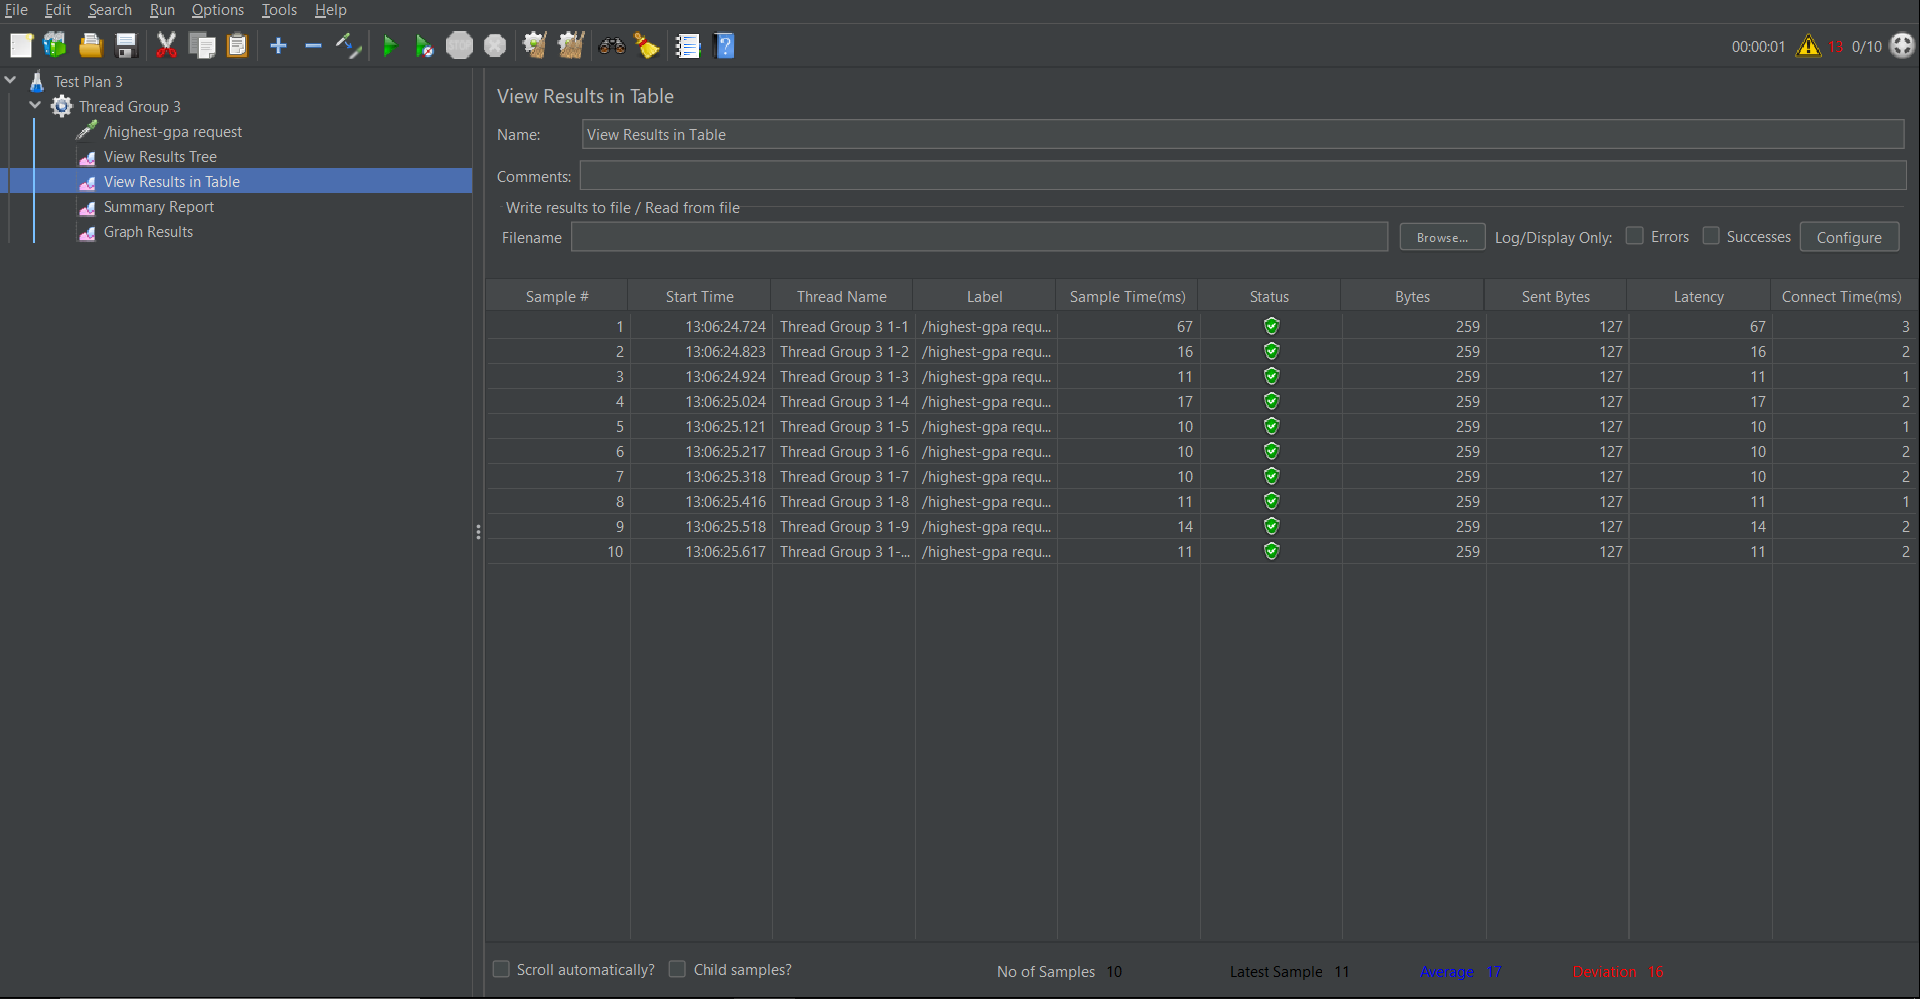 File Edit Search Run Options Tools Help
STOP
?
00:00:01 13 0/10
Test Plan 3
Thread Group 3
/highest-gpa request
View Results Tree
View Results in Table
Summary Report
Graph Results
View Results in Table
Name: View Results in Table
Comments:
Write results to file / Read from file
Filename Browse... Log/Display Only: Errors Successes Configure
Sample # Start Time Thread Name Label Sample Time(ms) Status Bytes Sent Bytes Latency Connect Time(ms)
1 13:06:24.724 Thread Group 3 1-1 /highest-gpa requ... 67 259 127 67 3
2 13:06:24.823 Thread Group 3 1-2 /highest-gpa requ... 16 259 127 16 2
3 13:06:24.924 Thread Group 3 1-3 /highest-gpa requ... 11 259 127 11 1
4 13:06:25.024 Thread Group 3 1-4 /highest-gpa requ... 17 259 127 17 2
5 13:06:25.121 Thread Group 3 1-5 /highest-gpa requ... 10 259 127 10 1
6 13:06:25.217 Thread Group 3 1-6 /highest-gpa requ... 10 259 127 10 2
7 13:06:25.318 Thread Group 3 1-7 /highest-gpa requ... 10 259 127 10 2
8 13:06:25.416 Thread Group 3 1-8 /highest-gpa requ... 11 259 127 11 1
9 13:06:25.518 Thread Group 3 1-9 /highest-gpa requ... 14 259 127 14 2
10 13:06:25.617 Thread Group 3 1-... /highest-gpa requ... 11 259 127 11 2
Scroll automatically? Child samples? No of Samples 10 Latest Sample 11 Average 17 Deviation 16